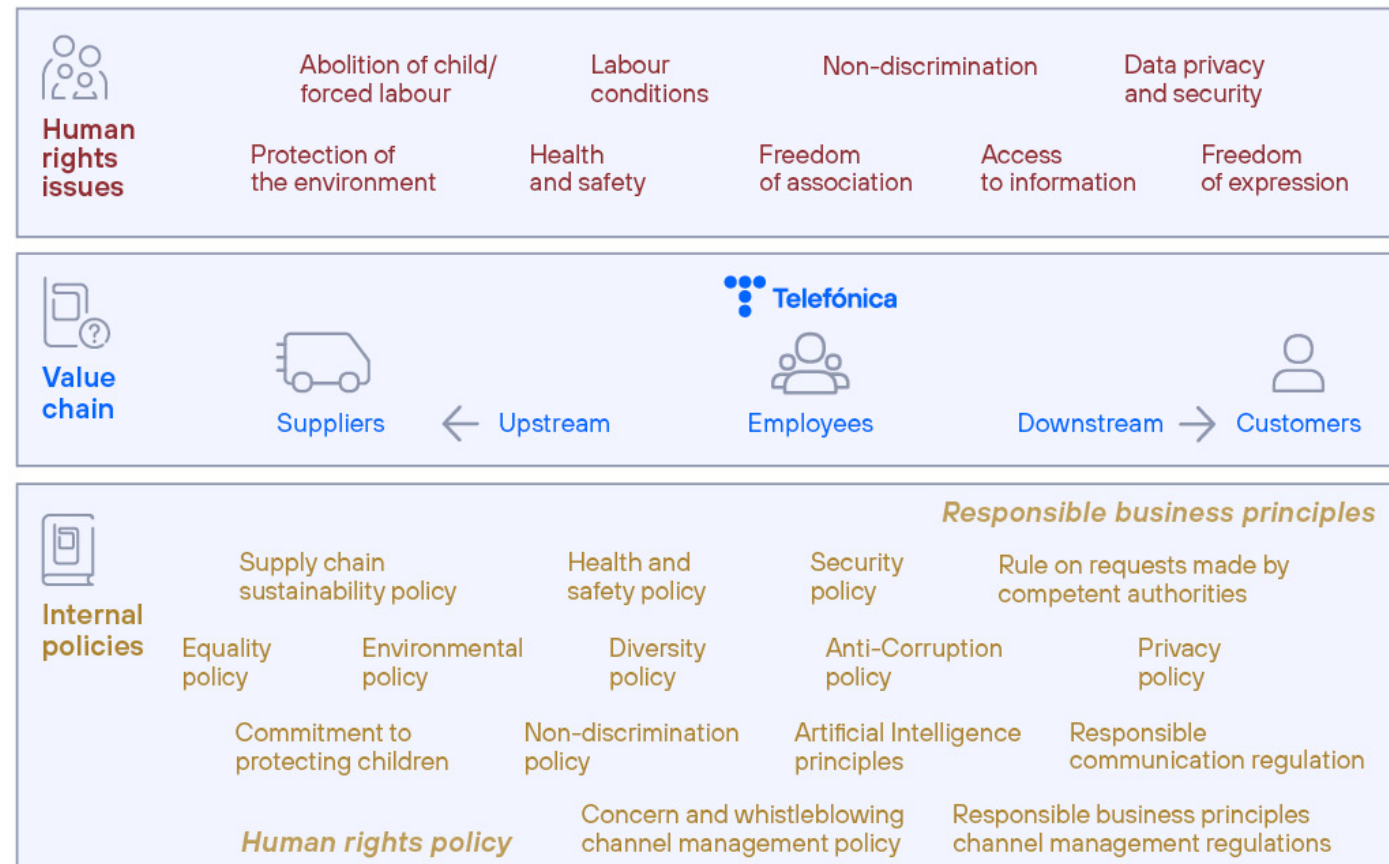 Human
rights
issues
Abolition of child/
forced labour
Labour
conditions
Non-discrimination
Data privacy
and security
Protection of
the environment
Health
and safety
Freedom
of association
Access
to information
Freedom
of expression
Value
chain
Telefónica
Suppliers
Upstream
Employees
Downstream
Customers
Internal
policies
Responsible business principles
Supply chain
sustainability policy
Health and
safety policy
Security
policy
Rule on requests made by
competent authorities
Equality
policy
Environmental
policy
Diversity
policy
Anti-Corruption
policy
Privacy
policy
Commitment to
protecting children
Non-discrimination
policy
Artificial Intelligence
principles
Responsible
communication regulation
Human rights policy
Concern and whistleblowing
channel management policy
Responsible business principles
channel management regulations